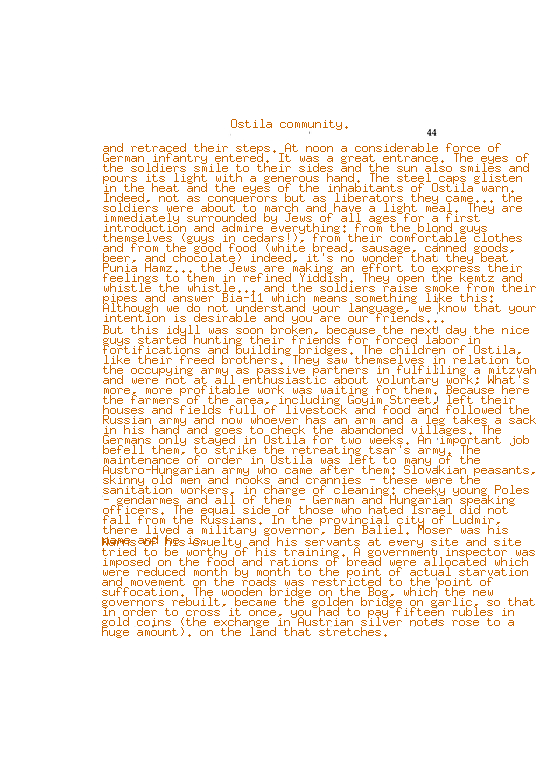 Ostila community.
44
and retraced their steps. At noon a considerable force of
German infantry entered. It was a great entrance. The eyes of
the soldiers smile to their sides and the sun also smiles and
pours its light with a generous hand. The steel caps glisten
in the heat and the eyes of the inhabitants of Ostila warn.
Indeed, not as conquerors but as liberators they came... the
soldiers were about to march and have a light meal. They are
immediately surrounded by Jews of all ages for a first
introduction and admire everything: from the blond guys
themselves (guys in cedars!), from their comfortable clothes
and from the good food (white bread, sausage, canned goods,
beer, and chocolate) indeed, it's no wonder that they beat
Punia Hamz... the Jews are making an effort to express their
feelings to them in refined Yiddish. They open the kemtz and
whistle the whistle... and the soldiers raise smoke from their
pipes and answer Bia-11 which means something like this:
Although we do not understand your language, we know that your
intention is desirable and you are our friends...
But this idyll was soon broken, because the next day the nice
guys started hunting their friends for forced labor in
fortifications and building bridges. The children of Ostila,
like their freed brothers. They saw themselves in relation to
the occupying army as passive partners in fulfilling a mitzvah
and were not at all enthusiastic about voluntary work: What's
more, more profitable work was waiting for them. Because here
the farmers of the area, including Goyim Street, left their
houses and fields full of livestock and food and followed the
Russian army and now whoever has an arm and a leg takes a sack
in his hand and goes to check the abandoned villages. The
Germans only stayed in Ostila for two weeks. An important job
befell them, to strike the retreating tsar's army. The
maintenance of order in Ostila was left to many of the
Austro-Hungarian army who came after them: Slovakian peasants,
skinny old men and nooks and crannies - these were the
sanitation workers, in charge of cleaning: cheeky young Poles
- gendarmes and all of them - German and Hungarian speaking
officers. The equal side of those who hated Israel did not
fall from the Russians. In the provincial city of Ludmir,
there lived a military governor, Ben Baliel. Moser was his
name and he is
of his cruelty and his servants at every site and site
tried to be worthy of his training. A government inspector was
imposed on the food and rations of bread were allocated which
were reduced month by month to the point of actual starvation
and movement on the roads was restricted to the point of
suffocation. The wooden bridge on the Bog, which the new
governors rebuilt, became the golden bridge on garlic, so that
in order to cross it once, you had to pay fifteen rubles in
gold coins (the exchange in Austrian silver notes rose to a
huge amount). on the land that stretches.